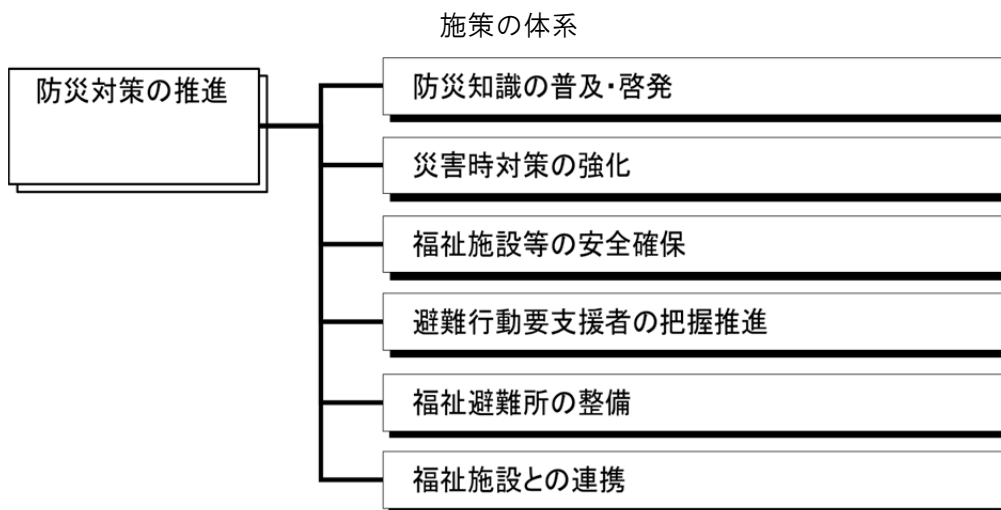 施策の体系
防災対策の推進
防災知識の普及・啓発
災害時対策の強化
福祉施設等の安全確保
避難行動要支援者の把握推進
福祉避難所の整備
福祉施設との連携